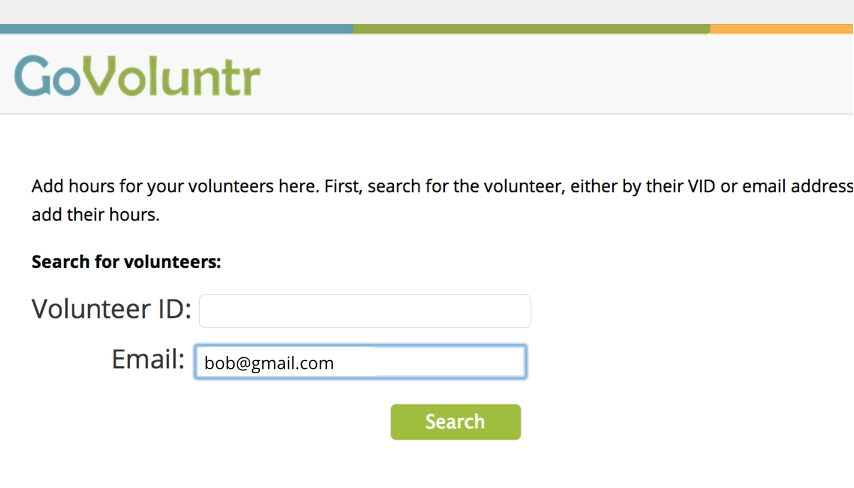 GoVoluntr
Add hours for your volunteers here. First, search for the volunteer, either by their VID or email address
add their hours.
Search for volunteers:
Volunteer ID:
Email: bob@gmail.com
Search